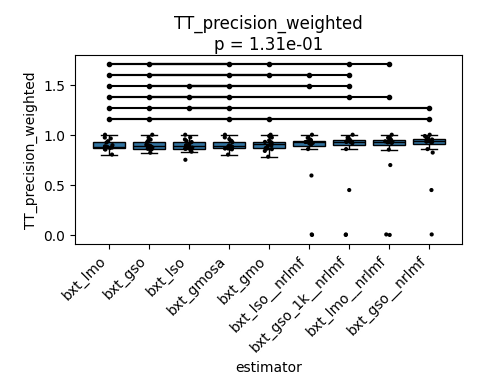 TT_precision_weighted
p = 1.31e-01
TT_precision_weighted
1.5
1.0
0.5
0.0
bxt_lmo
bxt_gso
bxt_lso
bxt_gmosa
bxt_gmo
bxt_lso__nrlmf
bxt_gso_1k__nrlmf
bxt_lmo__nrlmf
bxt_gso__nrlmf
estimator